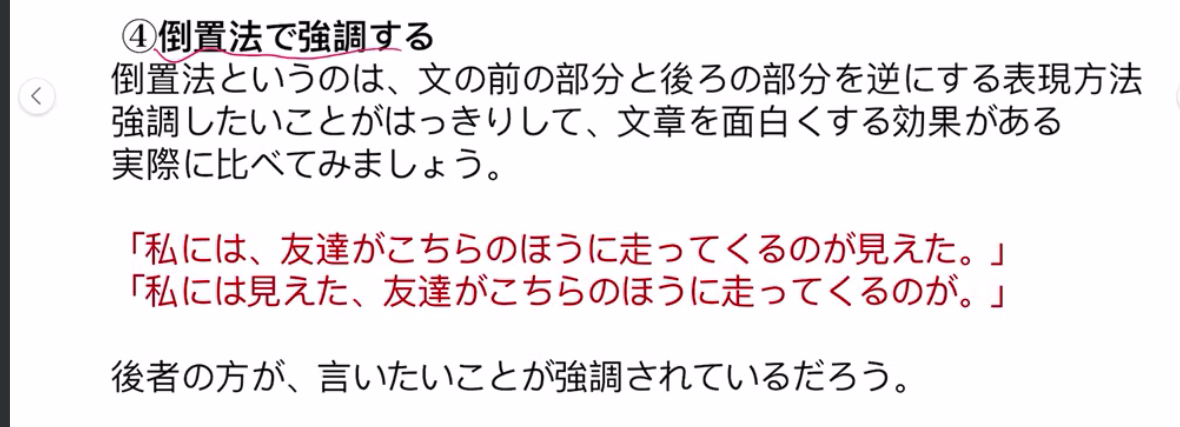 ④倒置法で強調する
倒置法というのは、文の前の部分と後ろの部分を逆にする表現方法
強調したいことがはっきりして、文章を面白くする効果がある
実際に比べてみましょう。
「私には、友達がこちらのほうに走ってくるのが見えた。」
「私には見えた、友達がこちらのほうに走ってくるのが。」
後者の方が、言いたいことが強調されているだろう。